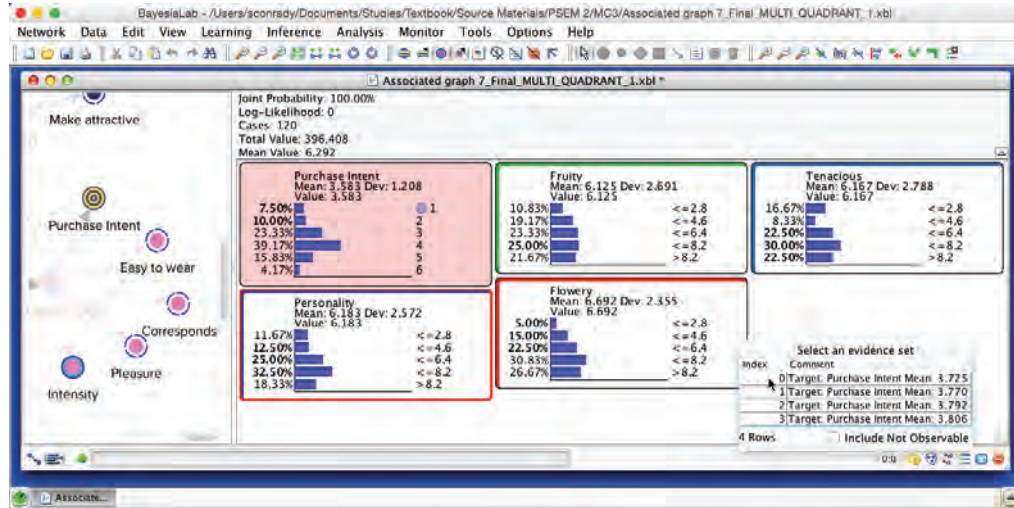 BayesiaLab - /Users/sconrady/Documents/Studies/Textbook/Source Materials/PSEM 2/MC3/Associated graph 7_Final_MULTI_QUADRANT_1.xbl
Network Data Edit View Learning Inference Analysis Monitor Tools Options Help
Associated graph 7_Final_MULTI_QUADRANT_1.xbl *
Make attractive
Purchase Intent
Easy to wear
Corresponds
Pleasure
Intensity
Joint Probability: 100.00%
Log-Likelihood: 0
Cases: 120
Total Value: 396.408
Mean Value: 6.292
Purchase Intent
Mean: 3.583 Dev: 1.208
Value: 3.583
7.50% 1
10.00% 2
23.33% 3
39.17% 4
15.83% 5
4.17% 6
Fruity
Mean: 6.125 Dev: 2.691
Value: 6.125
10.83% <=2.8
19.17% <=4.6
23.33% <=6.4
25.00% <=8.2
21.67% >8.2
Tenacious
Mean: 6.167 Dev: 2.788
Value: 6.167
16.67% <=2.8
8.33% <=4.6
22.50% <=6.4
30.00% <=8.2
22.50% >8.2
Personality
Mean: 6.183 Dev: 2.572
Value: 6.183
11.67% <=2.8
12.50% <=4.6
25.00% <=6.4
32.50% <=8.2
18.33% >8.2
Flowery
Mean: 6.692 Dev: 2.355
Value: 6.692
5.00% <=2.8
15.00% <=4.6
22.50% <=6.4
30.83% <=8.2
26.67% >8.2
Select an evidence set
Index Comment
0 Target: Purchase Intent Mean: 3.725
1 Target: Purchase Intent Mean: 3.770
2 Target: Purchase Intent Mean: 3.792
3 Target: Purchase Intent Mean: 3.806
4 Rows Include Not Observable
0:0
Associate...